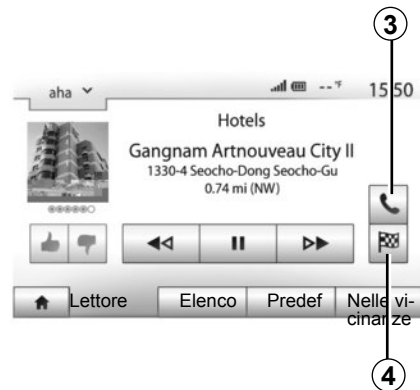 3
aha
--°F
15 50
Hotels
Gangnam Artnouveau City II
1330-4 Seocho-Dong Seocho-Gu
0.74 mi (NW)
Lettore
Elenco
Predef
Nelle vi-
cinanze
4